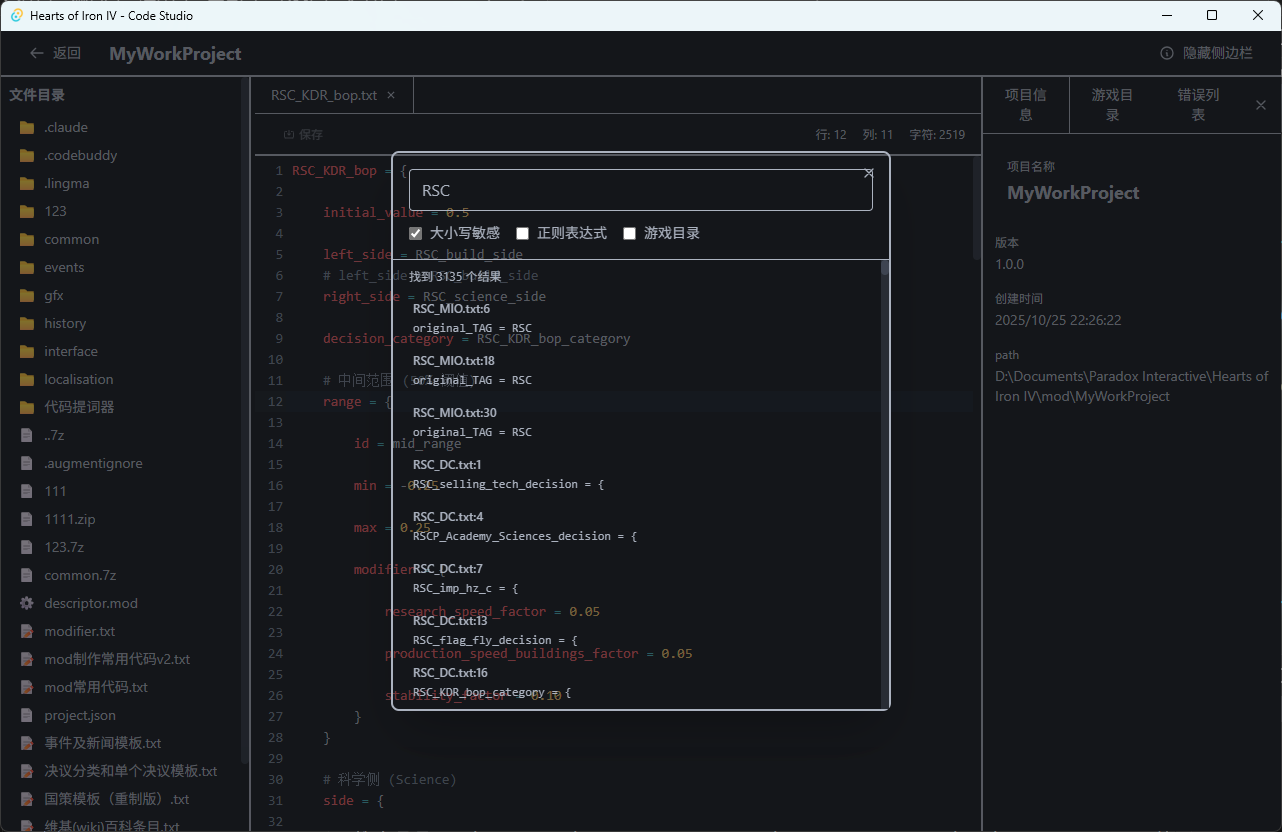 Hearts of Iron IV - Code Studio
返回
MyWorkProject
隐藏侧边栏
文件目录
.claude
.codebuddy
.lingma
123
common
events
gfx
history
interface
localisation
代码提词器
..7z
.augmentignore
111
1111.zip
123.7z
common.7z
descriptor.mod
modifier.txt
mod制作常用代码v2.txt
mod常用代码.txt
project.json
事件及新闻模板.txt
决议分类和单个决议模板.txt
国策模板（重制版）.txt
维基(wiki)百科条目.txt
RSC_KDR_bop.txt ×
保存
行: 12 列: 11 字符: 2519
1 RSC_KDR_bop = {
2
3 initial_value = 0.5
4
5 left_side = RSC_build_side
6 # left_side
7 right_side = RSC_science_side
8
9 decision_category = RSC_KDR_bop_category
10
11 # 中间范围
12 range = {
13
14 id = mid_range
15
16 min =
17
18 max = 0.25
19
20 modifier
21
22 research_speed_factor = 0.05
23
24 production_speed_buildings_factor = 0.05
25
26 stability_factor = 0.10
27 }
28 }
29
30 # 科学侧 (Science)
31 side = {
32
RSC
大小写敏感
正则表达式
游戏目录
找到 3135 个结果
RSC_MIO.txt:6
original_TAG = RSC
RSC_MIO.txt:18
original_TAG = RSC
RSC_MIO.txt:30
original_TAG = RSC
RSC_DC.txt:1
RSC_selling_tech_decision = {
RSC_DC.txt:4
RSCP_Academy_Sciences_decision = {
RSC_DC.txt:7
RSC_imp_hz_c = {
RSC_DC.txt:13
RSC_flag_fly_decision = {
RSC_DC.txt:16
RSC_KDR_bop_category = {
项目信息
游戏目录
错误列表
项目名称
MyWorkProject
版本
1.0.0
创建时间
2025/10/25 22:26:22
path
D:\Documents\Paradox Interactive\Hearts of
Iron IV\mod\MyWorkProject